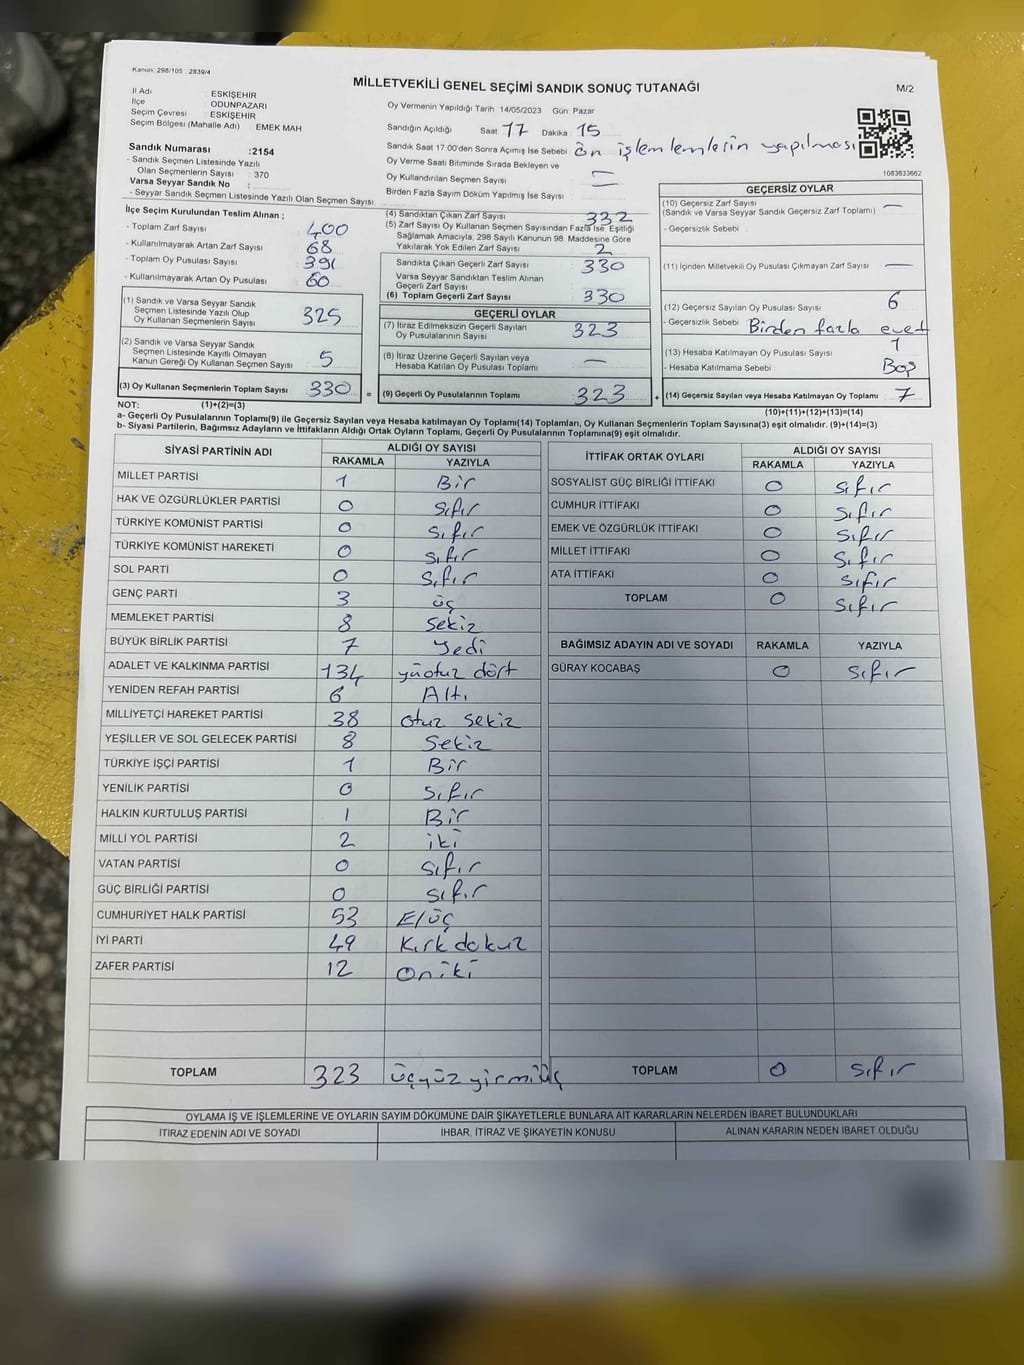 Kanun: 298/105 : 2839/4
MİLLETVEKİLİ GENEL SEÇİMİ SANDIK SONUÇ TUTANAĞI
M/2
İl Adı : ESKİŞEHİR
İlçe : ODUNPAZARI
Seçim Çevresi : ESKİŞEHİR
Seçim Bölgesi (Mahalle Adı) : EMEK MAH
Sandık Numarası :2154
- Sandık Seçmen Listesinde Yazılı
Olan Seçmenlerin Sayısı : 370
Varsa Seyyar Sandık No :
- Seyyar Sandık Seçmen Listesinde Yazılı Olan Seçmen Sayısı:
Oy Vermenin Yapıldığı Tarih 14/05/2023 Gün: Pazar
Sandığın Açıldığı Saat: 17 Dakika : 15
Sandık Saat 17.00'den Sonra Açılmış İse Sebebi: Ön işlemlemlerin yapılması
Oy Verme Saati Bitiminde Sırada Bekleyen ve
Oy Kullandırılan Seçmen Sayısı : —
Birden Fazla Sayım Döküm Yapılmış İse Sayısı : —
1083633662
İlçe Seçim Kurulundan Teslim Alınan ;
- Toplam Zarf Sayısı : 400
- Kullanılmayarak Artan Zarf Sayısı : 68
- Toplam Oy Pusulası Sayısı : 391
- Kullanılmayarak Artan Oy Pusulası : 60
(1) Sandık ve Varsa Seyyar Sandık
Seçmen Listesinde Yazılı Olup
Oy Kullanan Seçmenlerin Sayısı : 325
(2) Sandık ve Varsa Seyyar Sandık
Seçmen Listesinde Kayıtlı Olmayan
Kanun Gereği Oy Kullanan Seçmen Sayısı : 5
(3) Oy Kullanan Seçmenlerin Toplam Sayısı : 330
(4) Sandıktan Çıkan Zarf Sayısı : 332
(5) Zarf Sayısı Oy Kullanan Seçmen Sayısından Fazla İse, Eşitliği
Sağlamak Amacıyla, 298 Sayılı Kanunun 98. Maddesine Göre
Yakılarak Yok Edilen Zarf Sayısı : 2
Sandıkta Çıkan Geçerli Zarf Sayısı : 330
Varsa Seyyar Sandıktan Teslim Alınan
Geçerli Zarf Sayısı :
(6) Toplam Geçerli Zarf Sayısı : 330
GEÇERLİ OYLAR
(7) İtiraz Edilmeksizin Geçerli Sayılan
Oy Pusulalarının Sayısı : 323
(8) İtiraz Üzerine Geçerli Sayılan veya
Hesaba Katılan Oy Pusulası Toplamı : —
= (9) Geçerli Oy Pusulalarının Toplamı : 323
GEÇERSİZ OYLAR
(10) Geçersiz Zarf Sayısı : —
(Sandık ve Varsa Seyyar Sandık Geçersiz Zarf Toplamı)
- Geçersizlik Sebebi :
(11) İçinden Milletvekili Oy Pusulası Çıkmayan Zarf Sayısı : —
(12) Geçersiz Sayılan Oy Pusulası Sayısı : 6
- Geçersizlik Sebebi : Birden fazla evet
(13) Hesaba Katılmayan Oy Pusulası Sayısı : 1
- Hesaba Katılmama Sebebi : Boş
+ (14) Geçersiz Sayılan veya Hesaba Katılmayan Oy Toplamı : 7
NOT: (1)+(2)=(3)
(10)+(11)+(12)+(13)=(14)
a- Geçerli Oy Pusulalarının Toplamı(9) ile Geçersiz Sayılan veya Hesaba katılmayan Oy Toplamı(14) Toplamları, Oy Kullanan Seçmenlerin Toplam Sayısına(3) eşit olmalıdır. (9)+(14)=(3)
b- Siyasi Partilerin, Bağımsız Adayların ve İttifakların Aldığı Ortak Oyların Toplamı, Geçerli Oy Pusulalarının Toplamına(9) eşit olmalıdır.
SİYASİ PARTİNİN ADI ALDIĞI OY SAYISI
RAKAMLA YAZIYLA
MİLLET PARTİSİ 1 Bir
HAK VE ÖZGÜRLÜKLER PARTİSİ 0 sıfır
TÜRKİYE KOMÜNİST PARTİSİ 0 sıfır
TÜRKİYE KOMÜNİST HAREKETİ 0 sıfır
SOL PARTİ 0 sıfır
GENÇ PARTİ 3 üç
MEMLEKET PARTİSİ 8 Sekiz
BÜYÜK BİRLİK PARTİSİ 7 Yedi
ADALET VE KALKINMA PARTİSİ 134 yüotuz dört
YENİDEN REFAH PARTİSİ 6 Altı
MİLLİYETÇİ HAREKET PARTİSİ 38 otuz sekiz
YEŞİLLER VE SOL GELECEK PARTİSİ 8 Sekiz
TÜRKİYE İŞÇİ PARTİSİ 1 Bir
YENİLİK PARTİSİ 0 sıfır
HALKIN KURTULUŞ PARTİSİ 1 Bir
MİLLİ YOL PARTİSİ 2 iki
VATAN PARTİSİ 0 sıfır
GÜÇ BİRLİĞİ PARTİSİ 0 sıfır
CUMHURİYET HALK PARTİSİ 53 Elüç
İYİ PARTİ 49 Kırk dokuz
ZAFER PARTİSİ 12 on iki
TOPLAM 323 üçyüz yirmiüç
İTTİFAK ORTAK OYLARI ALDIĞI OY SAYISI
RAKAMLA YAZIYLA
SOSYALİST GÜÇ BİRLİĞİ İTTİFAKI 0 sıfır
CUMHUR İTTİFAKI 0 sıfır
EMEK VE ÖZGÜRLÜK İTTİFAKI 0 sıfır
MİLLET İTTİFAKI 0 sıfır
ATA İTTİFAKI 0 sıfır
TOPLAM 0 sıfır
BAĞIMSIZ ADAYIN ADI VE SOYADI RAKAMLA YAZIYLA
GÜRAY KOCABAŞ 0 sıfır
TOPLAM 0 sıfır
OYLAMA İŞ VE İŞLEMLERİNE VE OYLARIN SAYIM DÖKÜMÜNE DAİR ŞİKAYETLERLE BUNLARA AİT KARARLARIN NELERDEN İBARET BULUNDUKLARI
İTİRAZ EDENİN ADI VE SOYADI İHBAR, İTİRAZ VE ŞİKAYETİN KONUSU ALINAN KARARIN NEDEN İBARET OLDUĞU